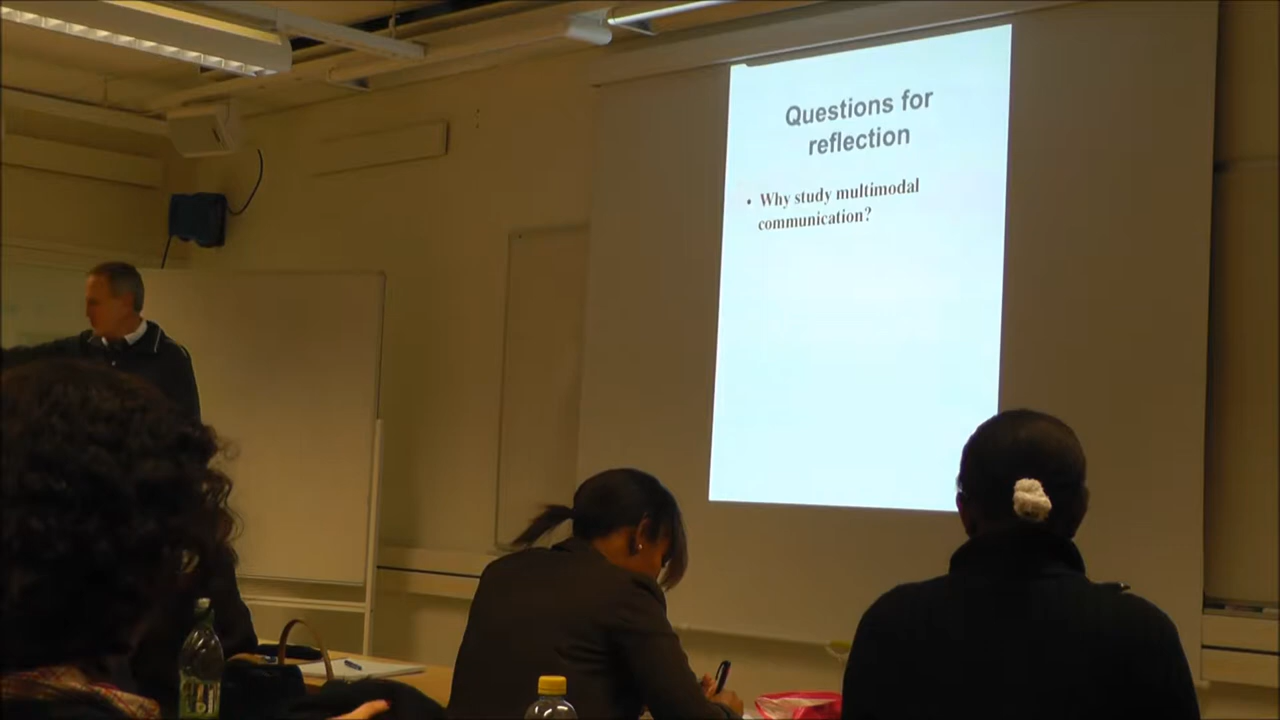 Questions for
reflection
• Why study multimodal
communication?